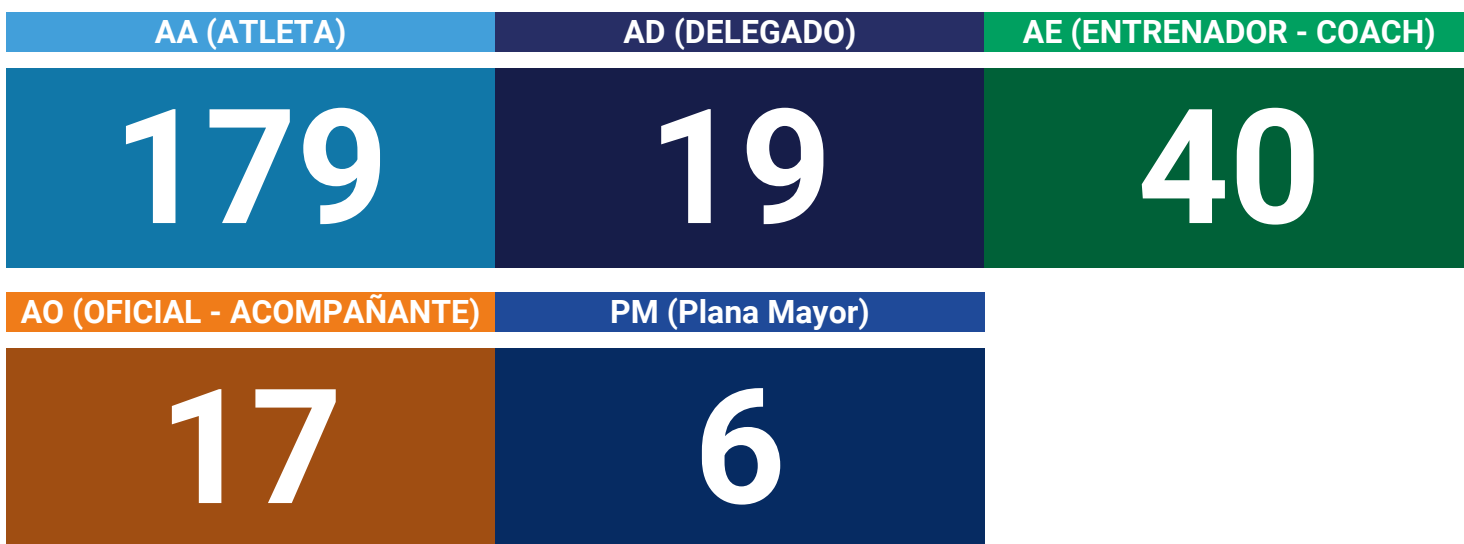 AA (ATLETA)
AD (DELEGADO)
AE (ENTRENADOR - COACH)
179
19
40
AO (OFICIAL - ACOMPAÑANTE)
PM (Plana Mayor)
17
6